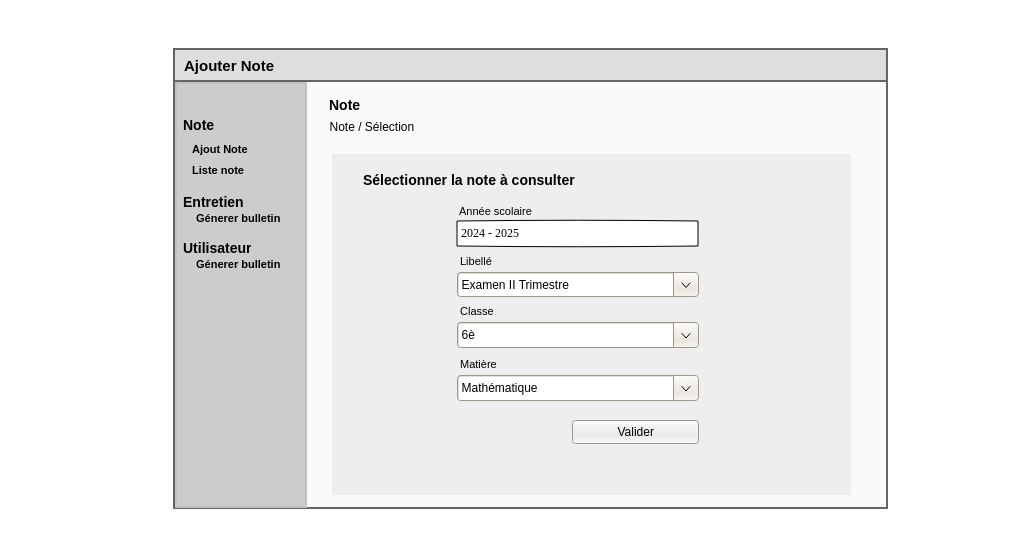 Ajouter Note
Note
Ajout Note
Liste note
Entretien
Génerer bulletin
Utilisateur
Génerer bulletin
Note
Note / Sélection
Sélectionner la note à consulter
Année scolaire
2024 - 2025
Libellé
Examen II Trimestre
Classe
6è
Matière
Mathématique
Valider